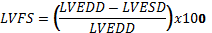 LVFS = (LVEDD − LVESD / LVEDD) x100